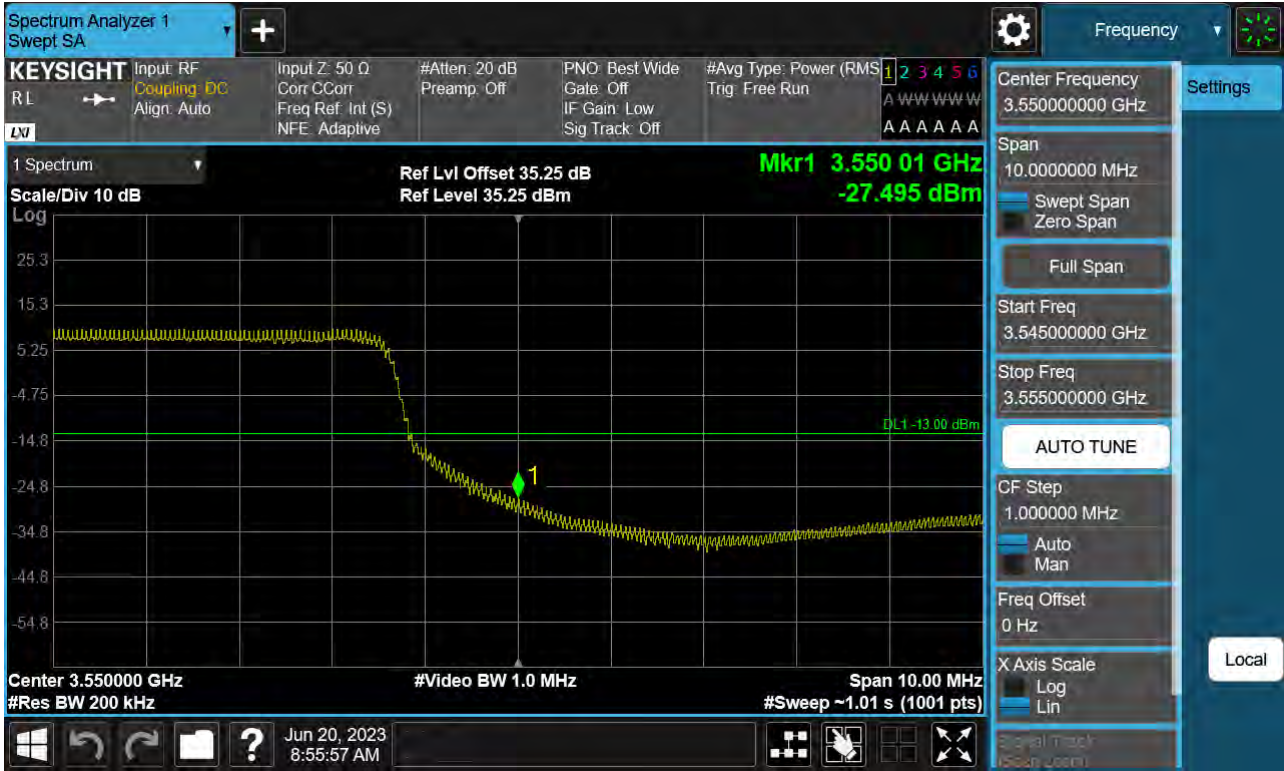 Spectrum Analyzer 1
Swept SA
+
Frequency
KEYSIGHT
RL
LXI
Input: RF
Coupling: DC
Align: Auto
Input Z: 50 Ω
Corr CCorr
Freq Ref: Int (S)
NFE: Adaptive
#Atten: 20 dB
Preamp: Off
PNO: Best Wide
Gate: Off
IF Gain: Low
Sig Track: Off
#Avg Type: Power (RMS
Trig: Free Run
1 2 3 4 5 6
A W W W W W
A A A A A A
1 Spectrum
Scale/Div 10 dB
Log
Ref Lvl Offset 35.25 dB
Ref Level 35.25 dBm
Mkr1 3.550 01 GHz
-27.495 dBm
25.3
15.3
5.25
-4.75
-14.8
-24.8
-34.8
-44.8
-54.8
DL1 -13.00 dBm
1
Center 3.550000 GHz
#Res BW 200 kHz
#Video BW 1.0 MHz
Span 10.00 MHz
#Sweep ~1.01 s (1001 pts)
Center Frequency
3.550000000 GHz
Span
10.0000000 MHz
Swept Span
Zero Span
Full Span
Start Freq
3.545000000 GHz
Stop Freq
3.555000000 GHz
AUTO TUNE
CF Step
1.000000 MHz
Auto
Man
Freq Offset
0 Hz
X Axis Scale
Log
Lin
Signal Track
(Span Zoom)
Settings
Local
?
Jun 20, 2023
8:55:57 AM